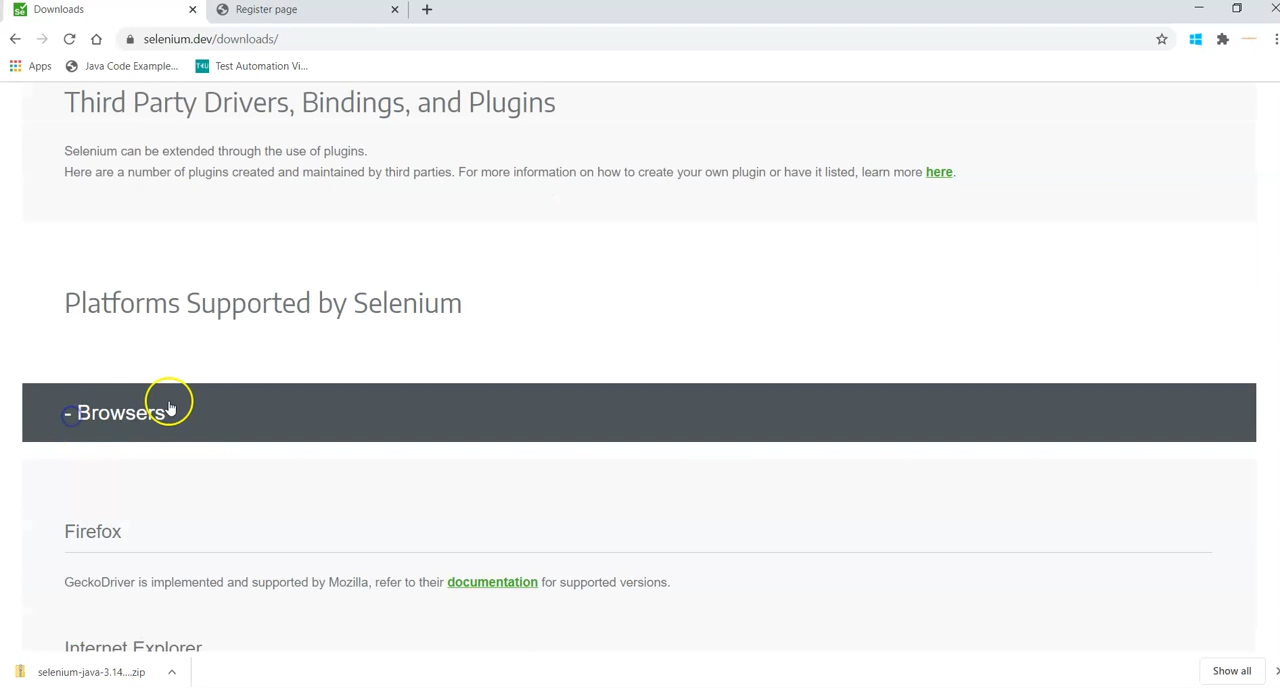 Downloads
Register page
selenium.dev/downloads/
Apps
Java Code Example...
T4U
Test Automation Vi...
Third Party Drivers, Bindings, and Plugins
Selenium can be extended through the use of plugins.
Here are a number of plugins created and maintained by third parties. For more information on how to create your own plugin or have it listed, learn more here.
Platforms Supported by Selenium
- Browsers
Firefox
GeckoDriver is implemented and supported by Mozilla, refer to their documentation for supported versions.
Internet Explorer
selenium-java-3.14....zip
Show all